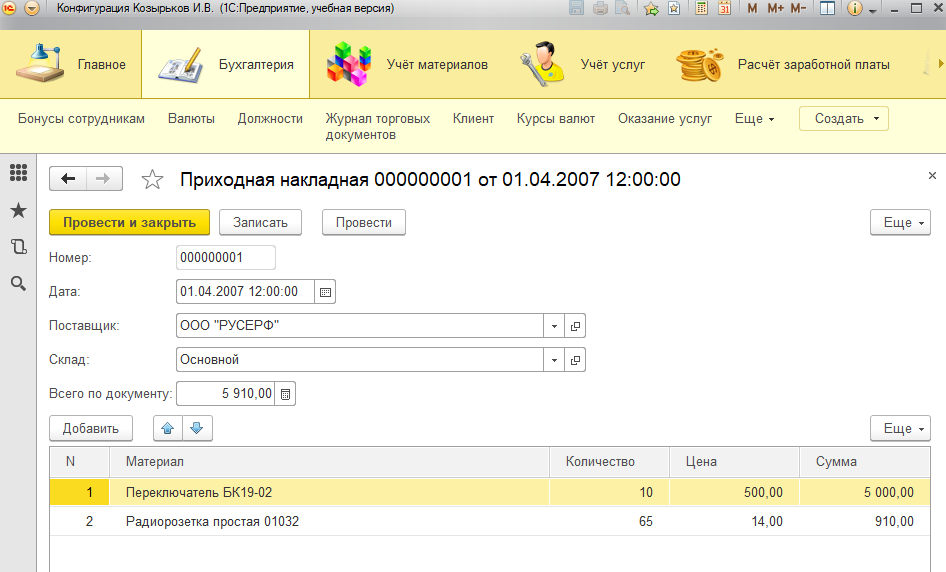 Конфигурация Козырьков И.В. (1С:Предприятие, учебная версия)
M M+ M-
Главное Бухгалтерия Учёт материалов Учёт услуг Расчёт заработной платы
Бонусы сотрудникам Валюты Должности Журнал торговых документов Клиент Курсы валют Оказание услуг Еще Создать
Приходная накладная 000000001 от 01.04.2007 12:00:00
Провести и закрыть Записать Провести Еще
Номер: 000000001
Дата: 01.04.2007 12:00:00
Поставщик: ООО "РУСЕРФ"
Склад: Основной
Всего по документу: 5 910,00
Добавить Еще
N Материал Количество Цена Сумма
1 Переключатель БК19-02 10 500,00 5 000,00
2 Радиорозетка простая 01032 65 14,00 910,00